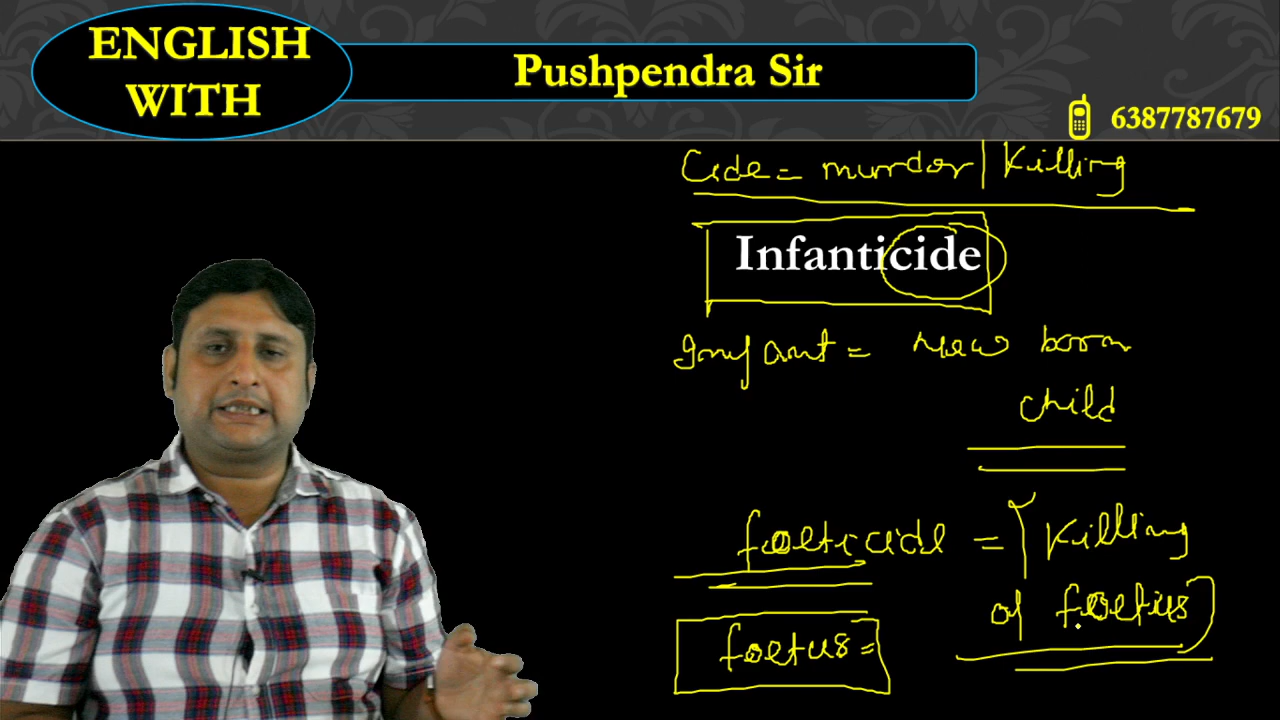 ENGLISH
WITH
Pushpendra Sir
6387787679
Cide = murder | Killing
Infanticide
Infant = new born
child
foeticide = Killing
of foetus
foetus =